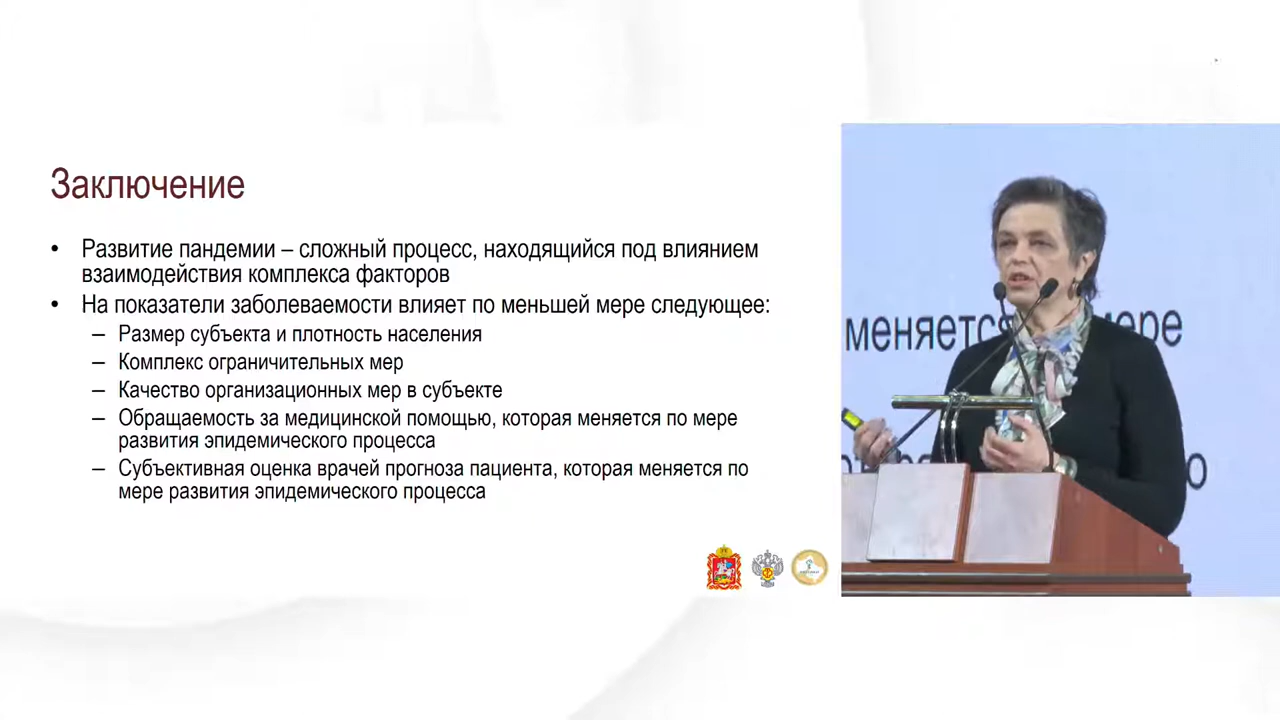 Заключение
• Развитие пандемии – сложный процесс, находящийся под влиянием
взаимодействия комплекса факторов
• На показатели заболеваемости влияет по меньшей мере следующее:
– Размер субъекта и плотность населения
– Комплекс ограничительных мер
– Качество организационных мер в субъекте
– Обращаемость за медицинской помощью, которая меняется по мере
развития эпидемического процесса
– Субъективная оценка врачей прогноза пациента, которая меняется по
мере развития эпидемического процесса
меняется мере